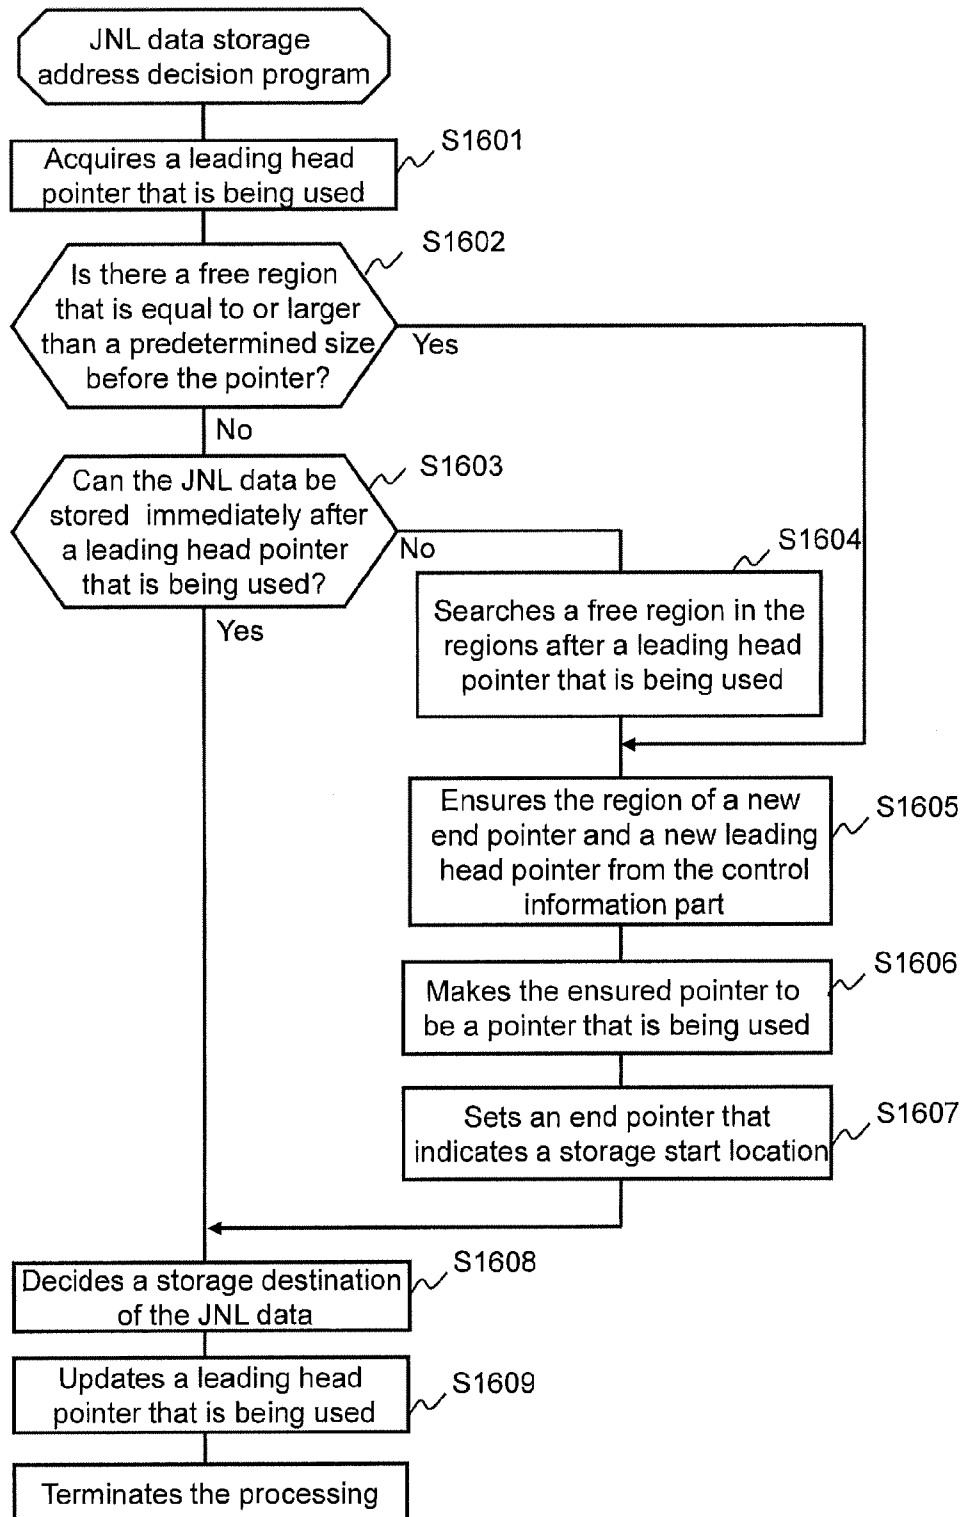 JNL data storage
address decision program
S1601
Acquires a leading head
pointer that is being used
S1602
Is there a free region
that is equal to or larger
than a predetermined size
before the pointer?
Yes
No
S1603
Can the JNL data be
stored immediately after
a leading head pointer
that is being used?
No
Yes
S1604
Searches a free region in the
regions after a leading head
pointer that is being used
S1605
Ensures the region of a new
end pointer and a new leading
head pointer from the control
information part
S1606
Makes the ensured pointer to
be a pointer that is being used
S1607
Sets an end pointer that
indicates a storage start location
S1608
Decides a storage destination
of the JNL data
S1609
Updates a leading head
pointer that is being used
Terminates the processing